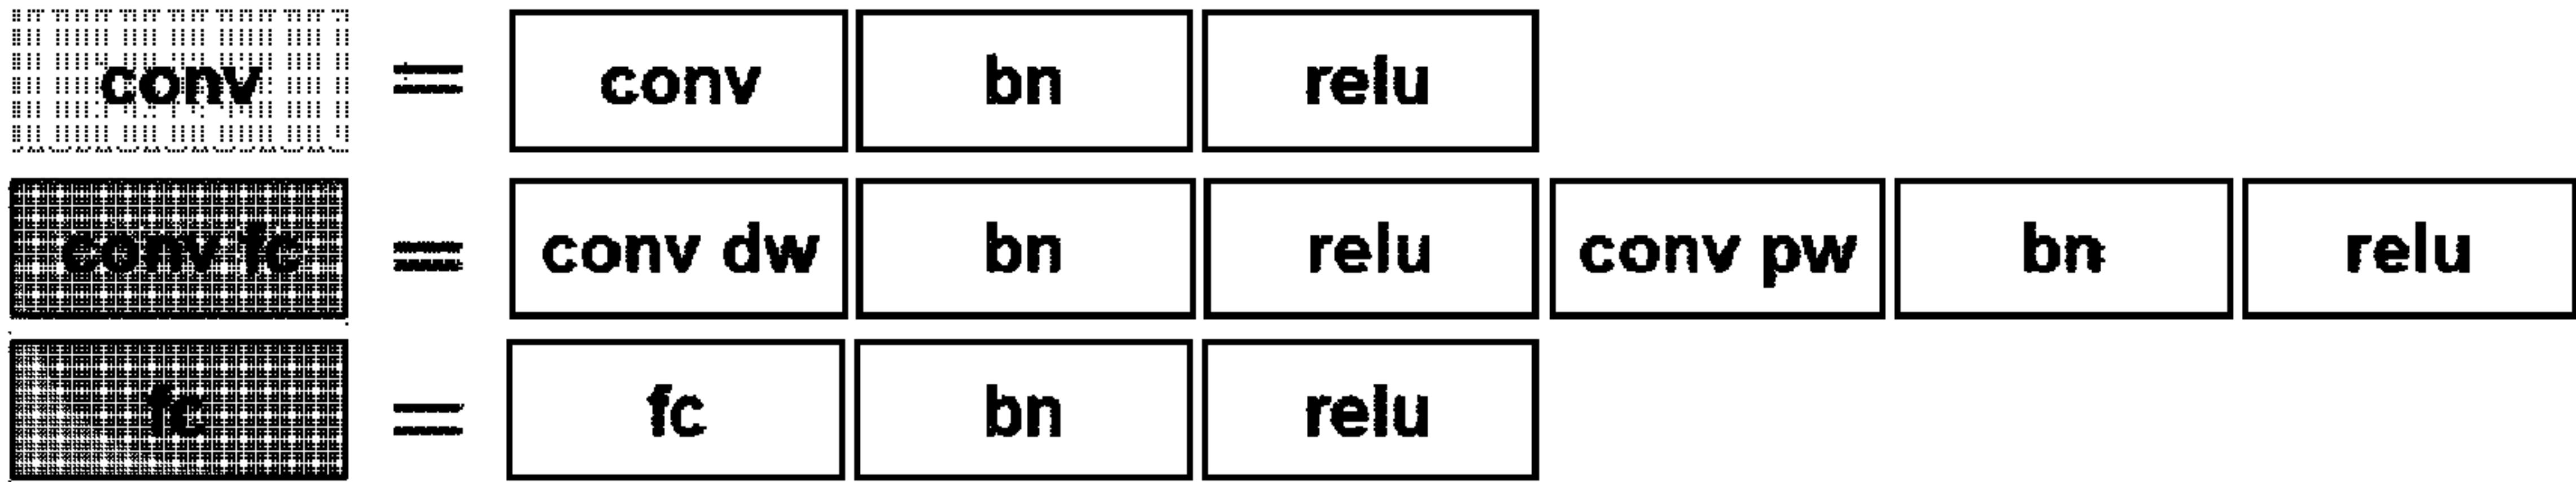 conv = conv bn relu
conv fc = conv dw bn relu conv pw bn relu
fc = fc bn relu